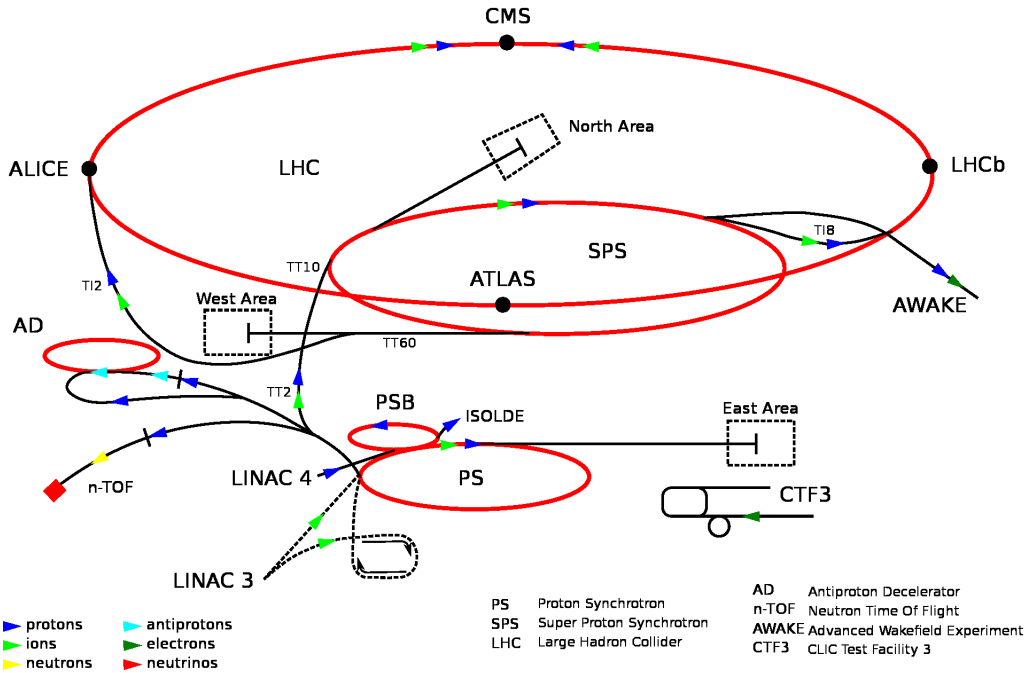 CMS
North Area
ALICE
LHC
LHCb
SPS
TI8
TT10
TI2
ATLAS
West Area
AWAKE
AD
TT60
TT2
PSB
ISOLDE
East Area
LINAC 4
PS
n-TOF
CTF3
LINAC 3
protons
ions
neutrons
antiprotons
electrons
neutrinos
PS Proton Synchrotron
SPS Super Proton Synchrotron
LHC Large Hadron Collider
AD Antiproton Decelerator
n-TOF Neutron Time Of Flight
AWAKE Advanced Wakefield Experiment
CTF3 CLIC Test Facility 3